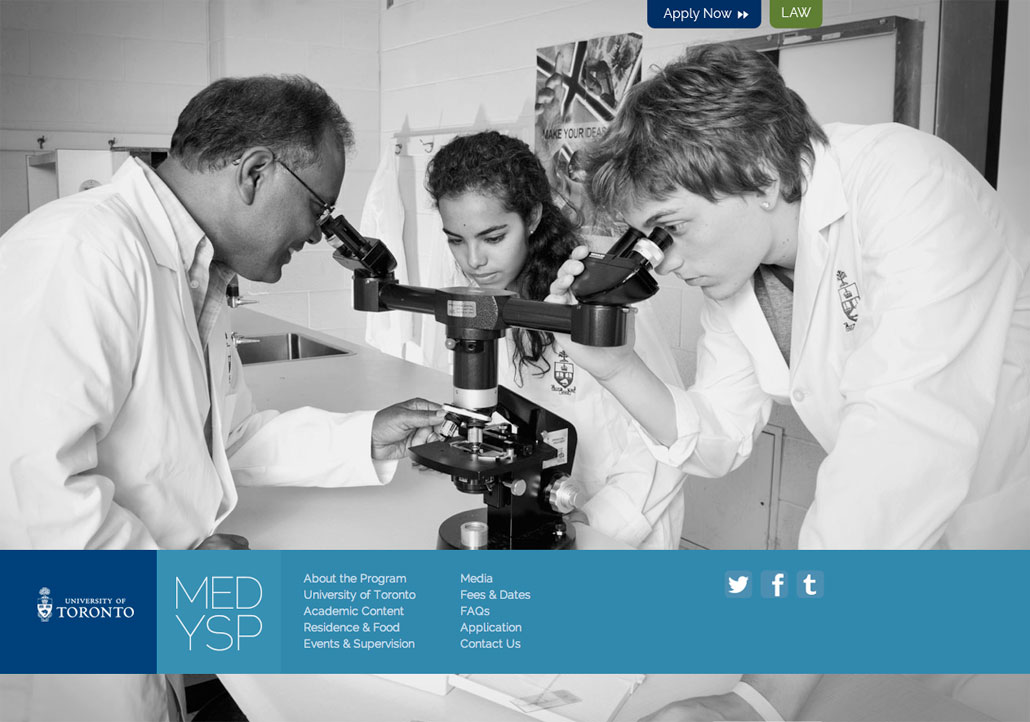 Apply Now
LAW
MAKE YOUR IDEAS
UNIVERSITY OF
TORONTO
MED
YSP
About the Program
University of Toronto
Academic Content
Residence & Food
Events & Supervision
Media
Fees & Dates
FAQs
Application
Contact Us